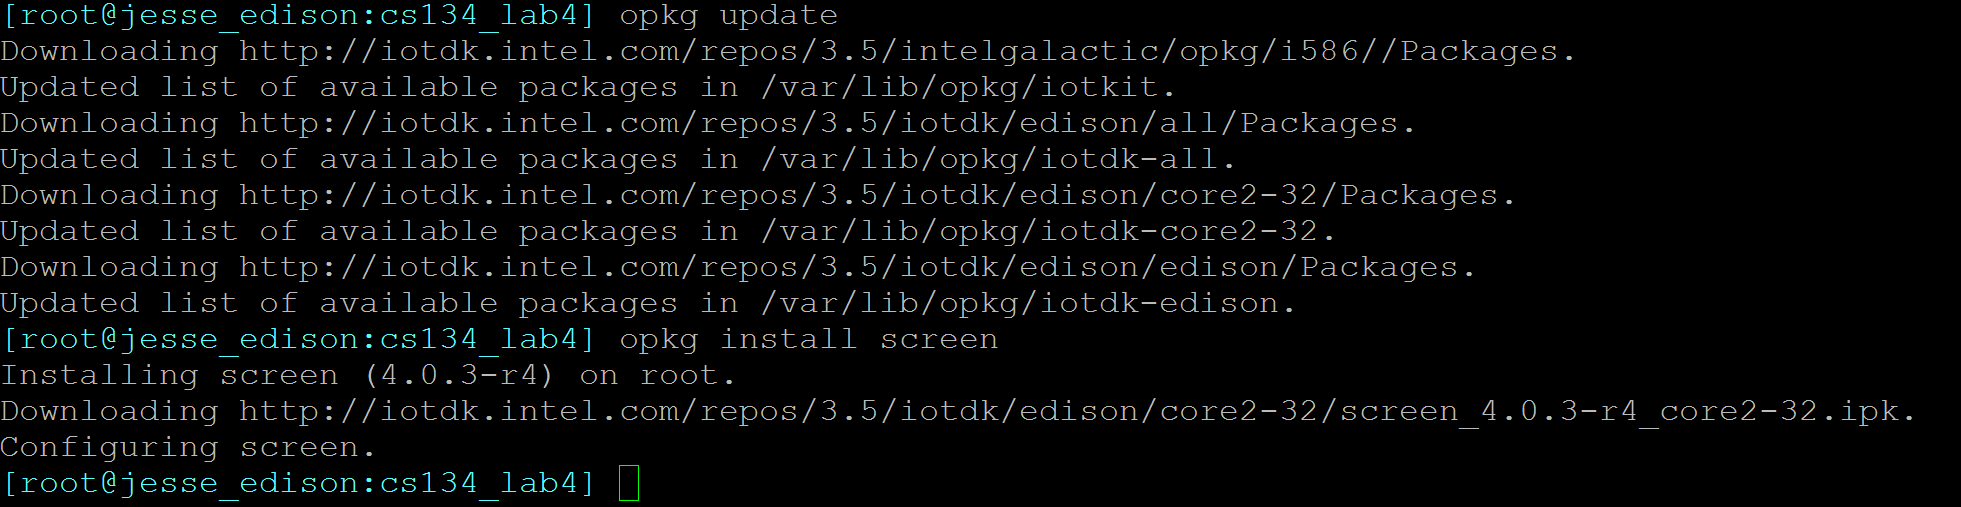 [root@jesse_edison:cs134_lab4] opkg update
Downloading http://iotdk.intel.com/repos/3.5/intelgalactic/opkg/i586//Packages.
Updated list of available packages in /var/lib/opkg/iotkit.
Downloading http://iotdk.intel.com/repos/3.5/iotdk/edison/all/Packages.
Updated list of available packages in /var/lib/opkg/iotdk-all.
Downloading http://iotdk.intel.com/repos/3.5/iotdk/edison/core2-32/Packages.
Updated list of available packages in /var/lib/opkg/iotdk-core2-32.
Downloading http://iotdk.intel.com/repos/3.5/iotdk/edison/edison/Packages.
Updated list of available packages in /var/lib/opkg/iotdk-edison.
[root@jesse_edison:cs134_lab4] opkg install screen
Installing screen (4.0.3-r4) on root.
Downloading http://iotdk.intel.com/repos/3.5/iotdk/edison/core2-32/screen_4.0.3-r4_core2-32.ipk.
Configuring screen.
[root@jesse_edison:cs134_lab4]